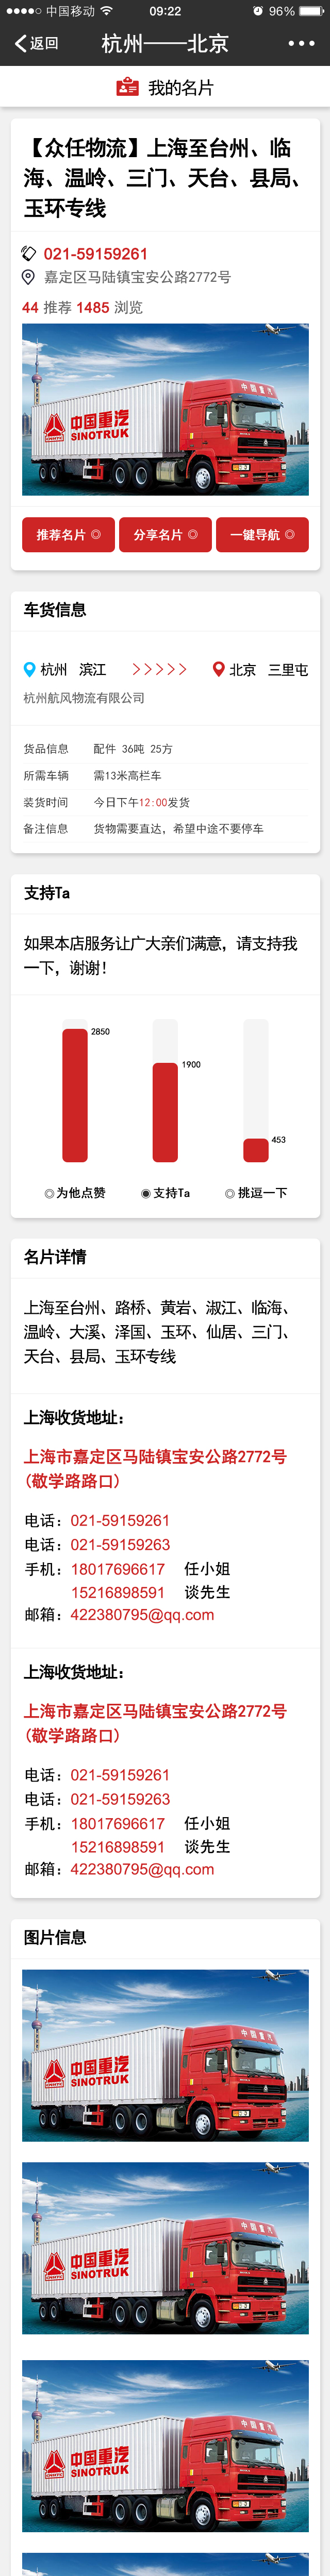 中国移动 09:22 96%
返回 杭州——北京
我的名片
【众任物流】上海至台州、临
海、温岭、三门、天台、县局、
玉环专线
021-59159261
嘉定区马陆镇宝安公路2772号
44 推荐 1485 浏览
中国重汽
SINOTRUK
推荐名片 分享名片 一键导航
车货信息
杭州 滨江 >>>>> 北京 三里屯
杭州航风物流有限公司
货品信息 配件 36吨 25方
所需车辆 需13米高栏车
装货时间 今日下午12:00发货
备注信息 货物需要直达，希望中途不要停车
支持Ta
如果本店服务让广大亲们满意，请支持我
一下，谢谢！
2850
1900
453
为他点赞 支持Ta 挑逗一下
名片详情
上海至台州、路桥、黄岩、淑江、临海、
温岭、大溪、泽国、玉环、仙居、三门、
天台、县局、玉环专线
上海收货地址：
上海市嘉定区马陆镇宝安公路2772号
(敬学路路口)
电话：021-59159261
电话：021-59159263
手机：18017696617 任小姐
15216898591 谈先生
邮箱：422380795@qq.com
上海收货地址：
上海市嘉定区马陆镇宝安公路2772号
(敬学路路口)
电话：021-59159261
电话：021-59159263
手机：18017696617 任小姐
15216898591 谈先生
邮箱：422380795@qq.com
图片信息
中国重汽
SINOTRUK
中国重汽
SINOTRUK
中国重汽
SINOTRUK